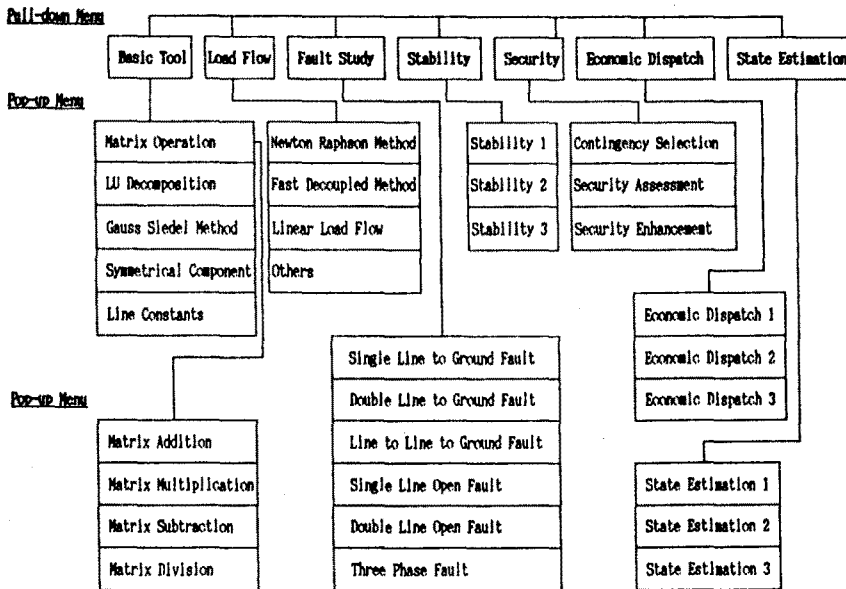 Pull-down Menu
Basic Tool
Load Flow
Fault Study
Stability
Security
Economic Dispatch
State Estimation
Pop-up Menu
Matrix Operation
LU Decomposition
Gauss Siedel Method
Symmetrical Component
Line Constants
Newton Raphson Method
Fast Decoupled Method
Linear Load Flow
Others
Stability 1
Stability 2
Stability 3
Contingency Selection
Security Assessment
Security Enhancement
Economic Dispatch 1
Economic Dispatch 2
Economic Dispatch 3
Single Line to Ground Fault
Double Line to Ground Fault
Line to Line to Ground Fault
Single Line Open Fault
Double Line Open Fault
Three Phase Fault
Pop-up Menu
Matrix Addition
Matrix Multiplication
Matrix Subtraction
Matrix Division
State Estimation 1
State Estimation 2
State Estimation 3